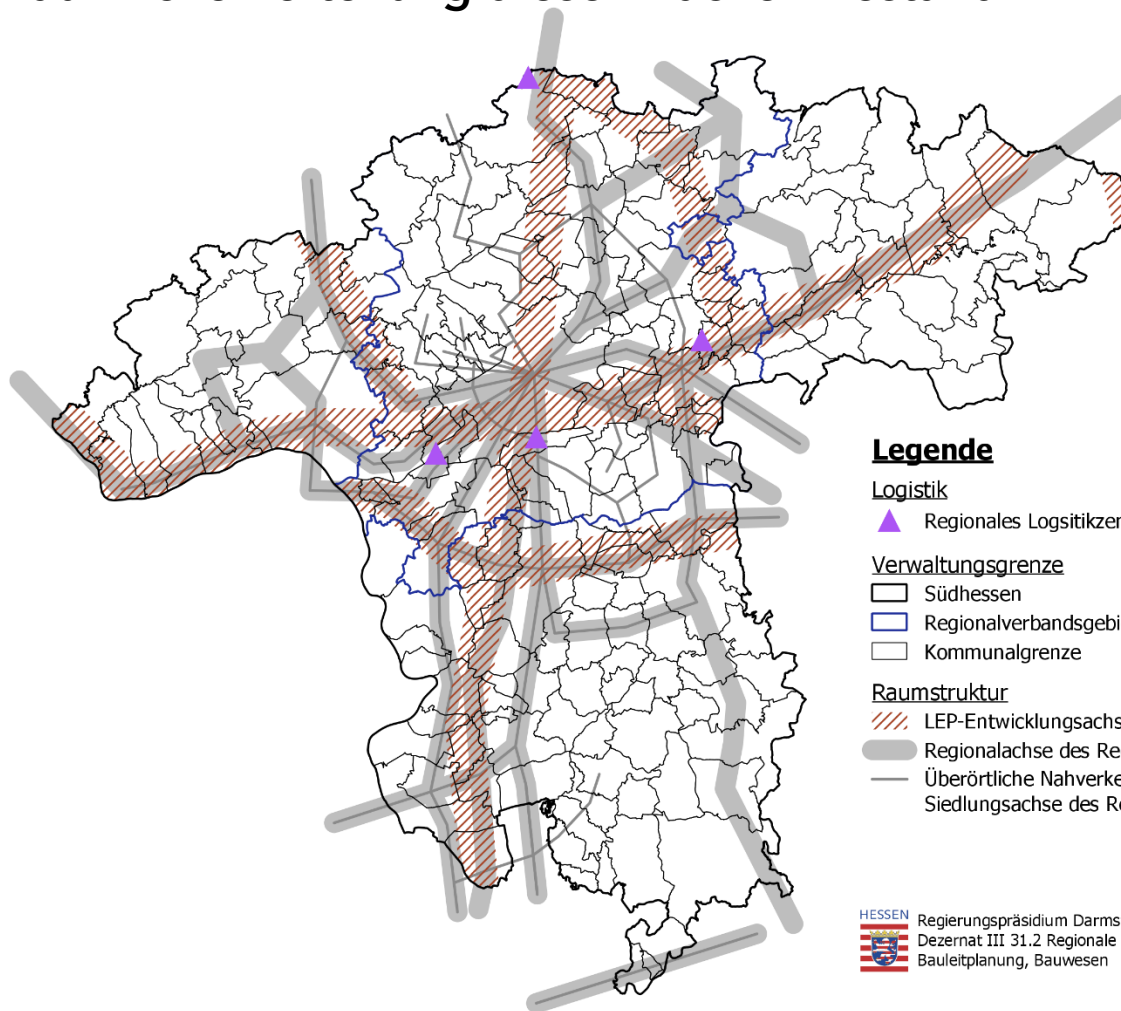 Legende
Logistik
Regionales Logsitikzen
Verwaltungsgrenze
Südhessen
Regionalverbandsgebi
Kommunalgrenze
Raumstruktur
LEP-Entwicklungsachs
Regionalachse des Re
Überörtliche Nahverke
Siedlungsachse des Re
HESSEN
Regierungspräsidium Darms
Dezernat III 31.2 Regionale
Bauleitplanung, Bauwesen